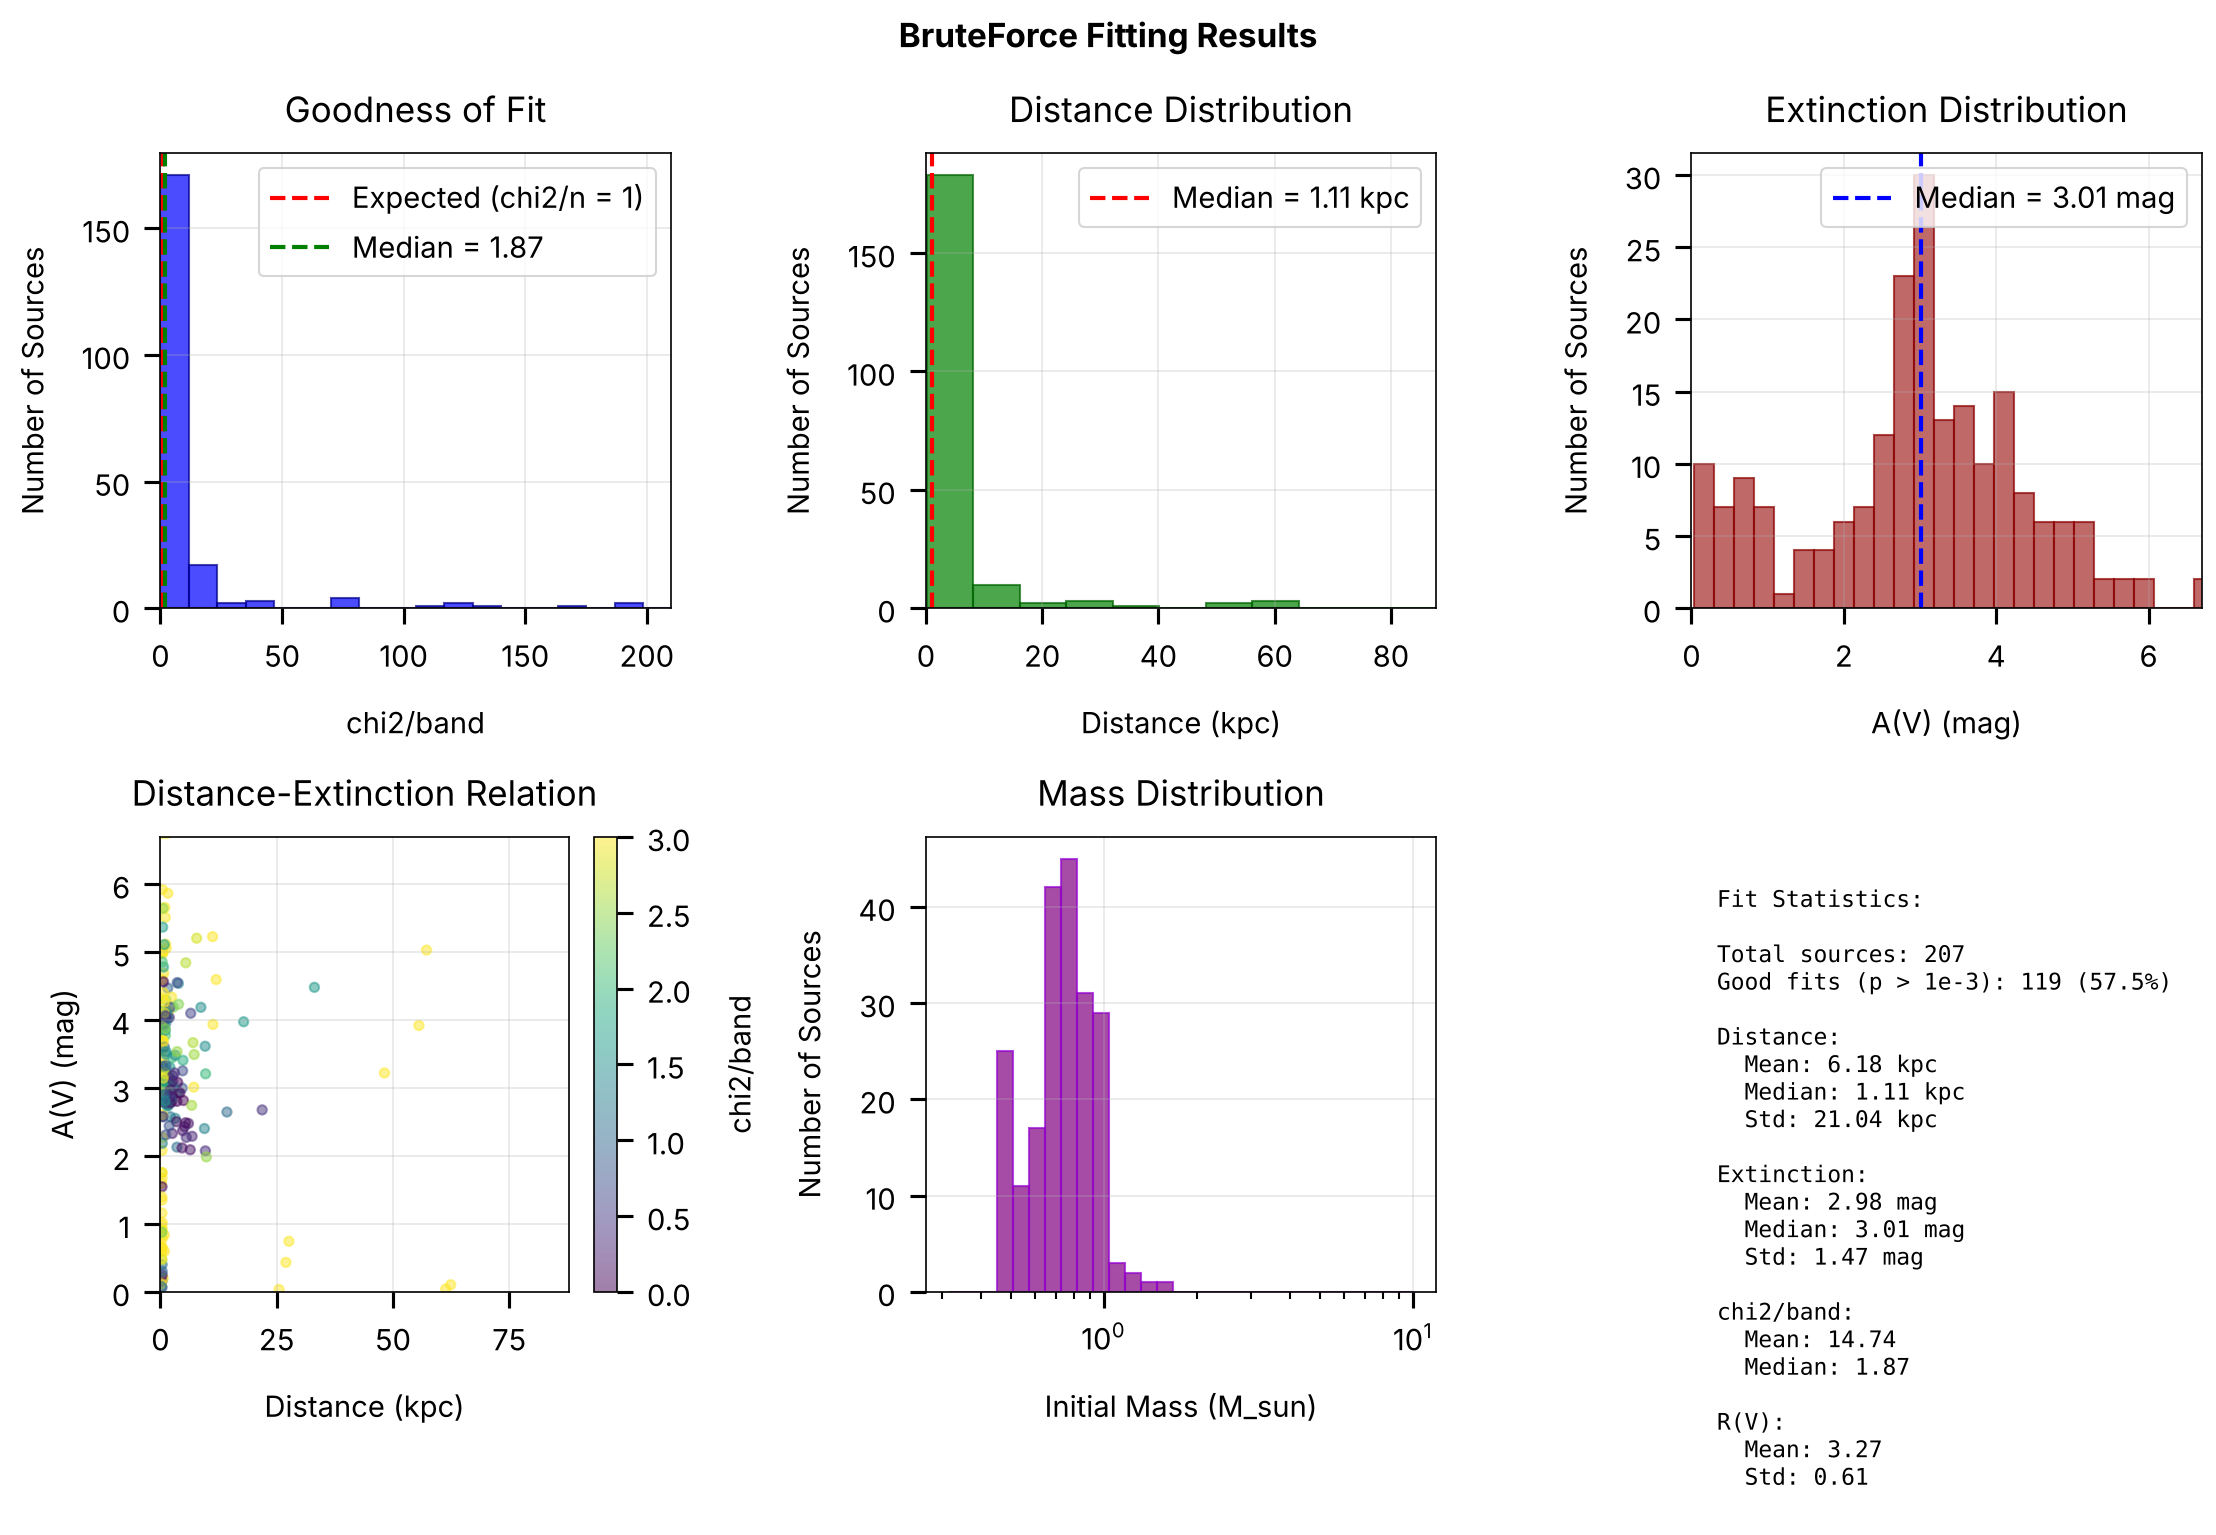 BruteForce Fitting Results
Goodness of Fit
Number of Sources
150
100
50
0
Expected (chi2/n = 1)
Median = 1.87
0 50 100 150 200
chi2/band
Distance Distribution
Number of Sources
150
100
50
0
Median = 1.11 kpc
0 20 40 60 80
Distance (kpc)
Extinction Distribution
Number of Sources
30
25
20
15
10
5
0
Median = 3.01 mag
0 2 4 6
A(V) (mag)
Distance-Extinction Relation
A(V) (mag)
6
5
4
3
2
1
0
0 25 50 75
Distance (kpc)
3.0
2.5
2.0
1.5
1.0
0.5
0.0
chi2/band
Mass Distribution
Number of Sources
40
30
20
10
0
10⁰ 10¹
Initial Mass (M_sun)
Fit Statistics:
Total sources: 207
Good fits (p > 1e-3): 119 (57.5%)
Distance:
Mean: 6.18 kpc
Median: 1.11 kpc
Std: 21.04 kpc
Extinction:
Mean: 2.98 mag
Median: 3.01 mag
Std: 1.47 mag
chi2/band:
Mean: 14.74
Median: 1.87
R(V):
Mean: 3.27
Std: 0.61